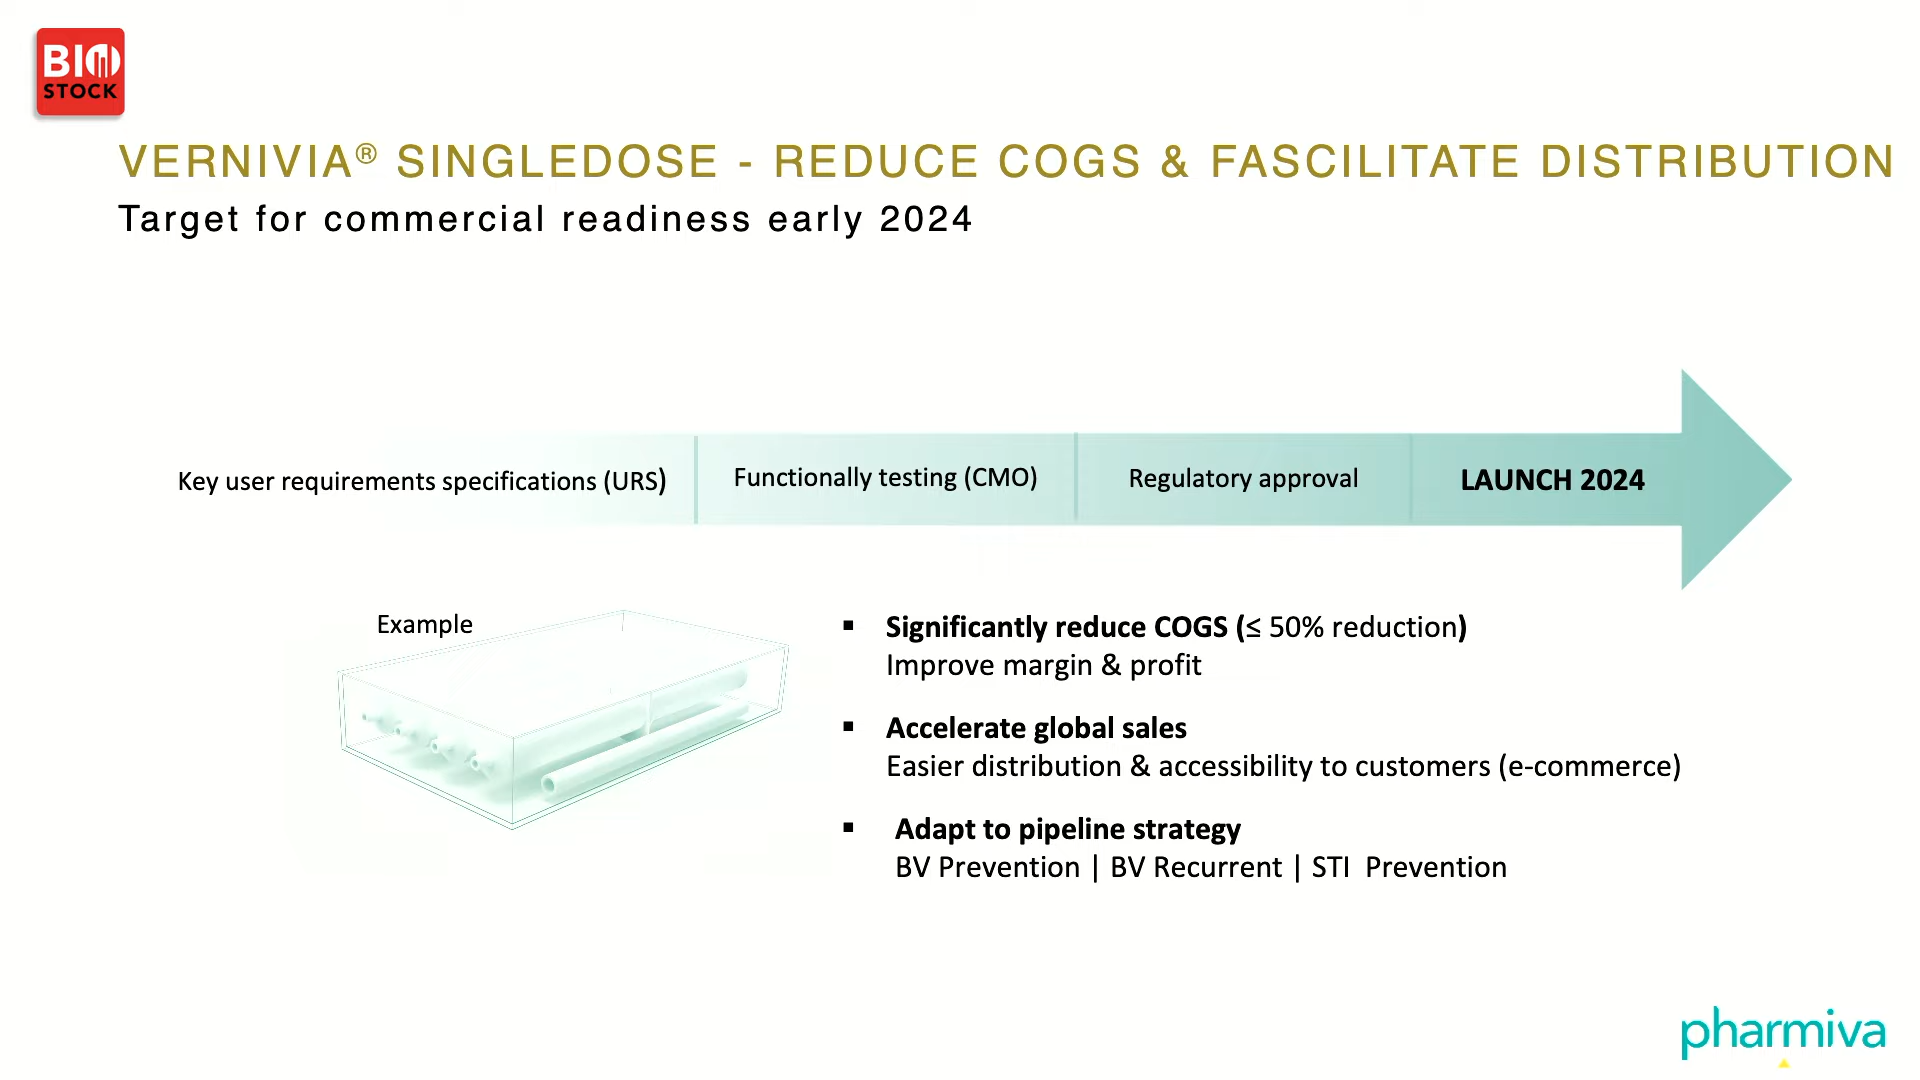 BIO
STOCK
VERNIVIA® SINGLEDOSE - REDUCE COGS & FASCILITATE DISTRIBUTION
Target for commercial readiness early 2024
Key user requirements specifications (URS)
Functionally testing (CMO)
Regulatory approval
LAUNCH 2024
Example
▪ Significantly reduce COGS (≤ 50% reduction)
Improve margin & profit
▪ Accelerate global sales
Easier distribution & accessibility to customers (e-commerce)
▪ Adapt to pipeline strategy
BV Prevention | BV Recurrent | STI Prevention
pharmiva